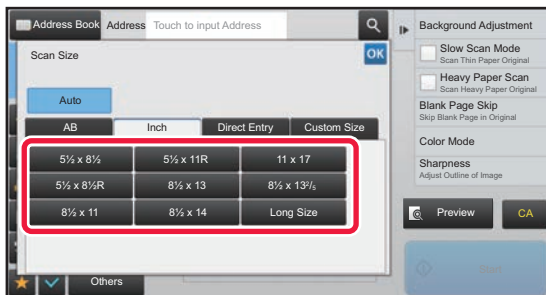 Address Book
Address
Touch to input Address
Scan Size
OK
Auto
AB
Inch
Direct Entry
Custom Size
5½ x 8½
5½ x 11R
11 x 17
5½ x 8½R
8½ x 13
8½ x 13²/₅
8½ x 11
8½ x 14
Long Size
Others
Background Adjustment
Slow Scan Mode
Scan Thin Paper Original
Heavy Paper Scan
Scan Heavy Paper Original
Blank Page Skip
Skip Blank Page in Original
Color Mode
Sharpness
Adjust Outline of Image
Preview
CA
Start